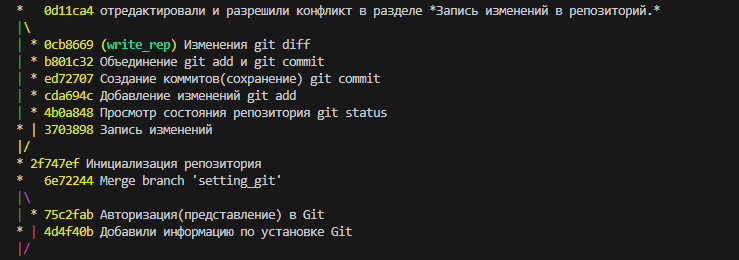 *   0d11ca4 отредактировали и разрешили конфликт в разделе *Запись изменений в репозиторий.*
|\
| * 0cb8669 (write_rep) Изменения git diff
| * b801c32 Объединение git add и git commit
| * ed72707 Создание коммитов(сохранение) git commit
| * cda694c Добавление изменений git add
| * 4b0a848 Просмотр состояния репозитория git status
* | 3703898 Запись изменений
|/
* 2f747ef Инициализация репозитория
*   6e72244 Merge branch 'setting_git'
|\
| * 75c2fab Авторизация(представление) в Git
* | 4d4f40b Добавили информацию по установке Git
|/